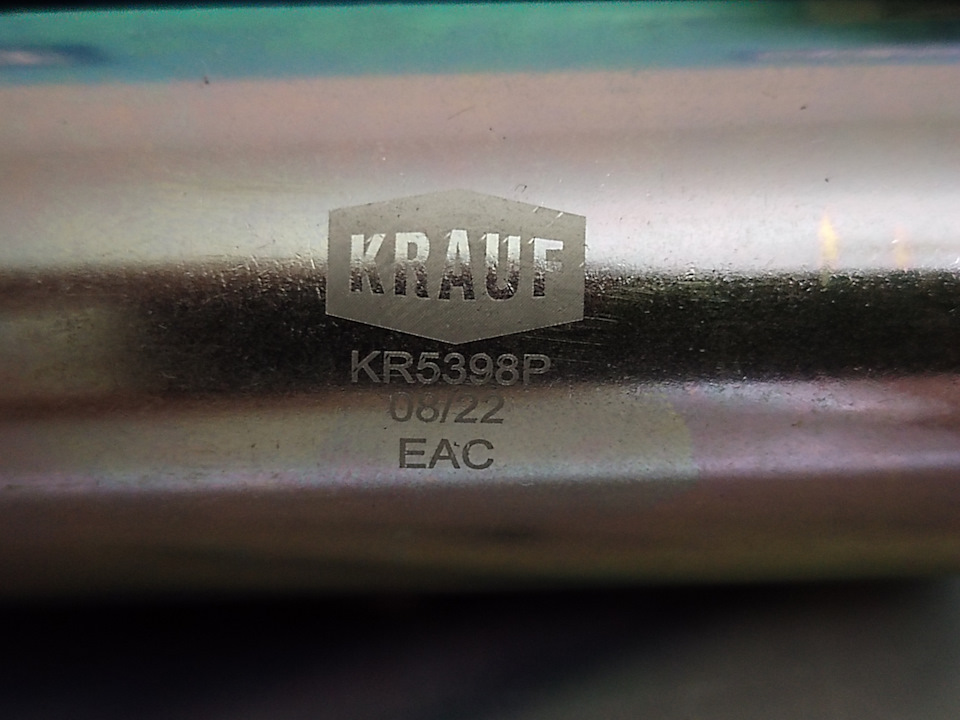 KRAUF
KR5398P
08/22
EAC